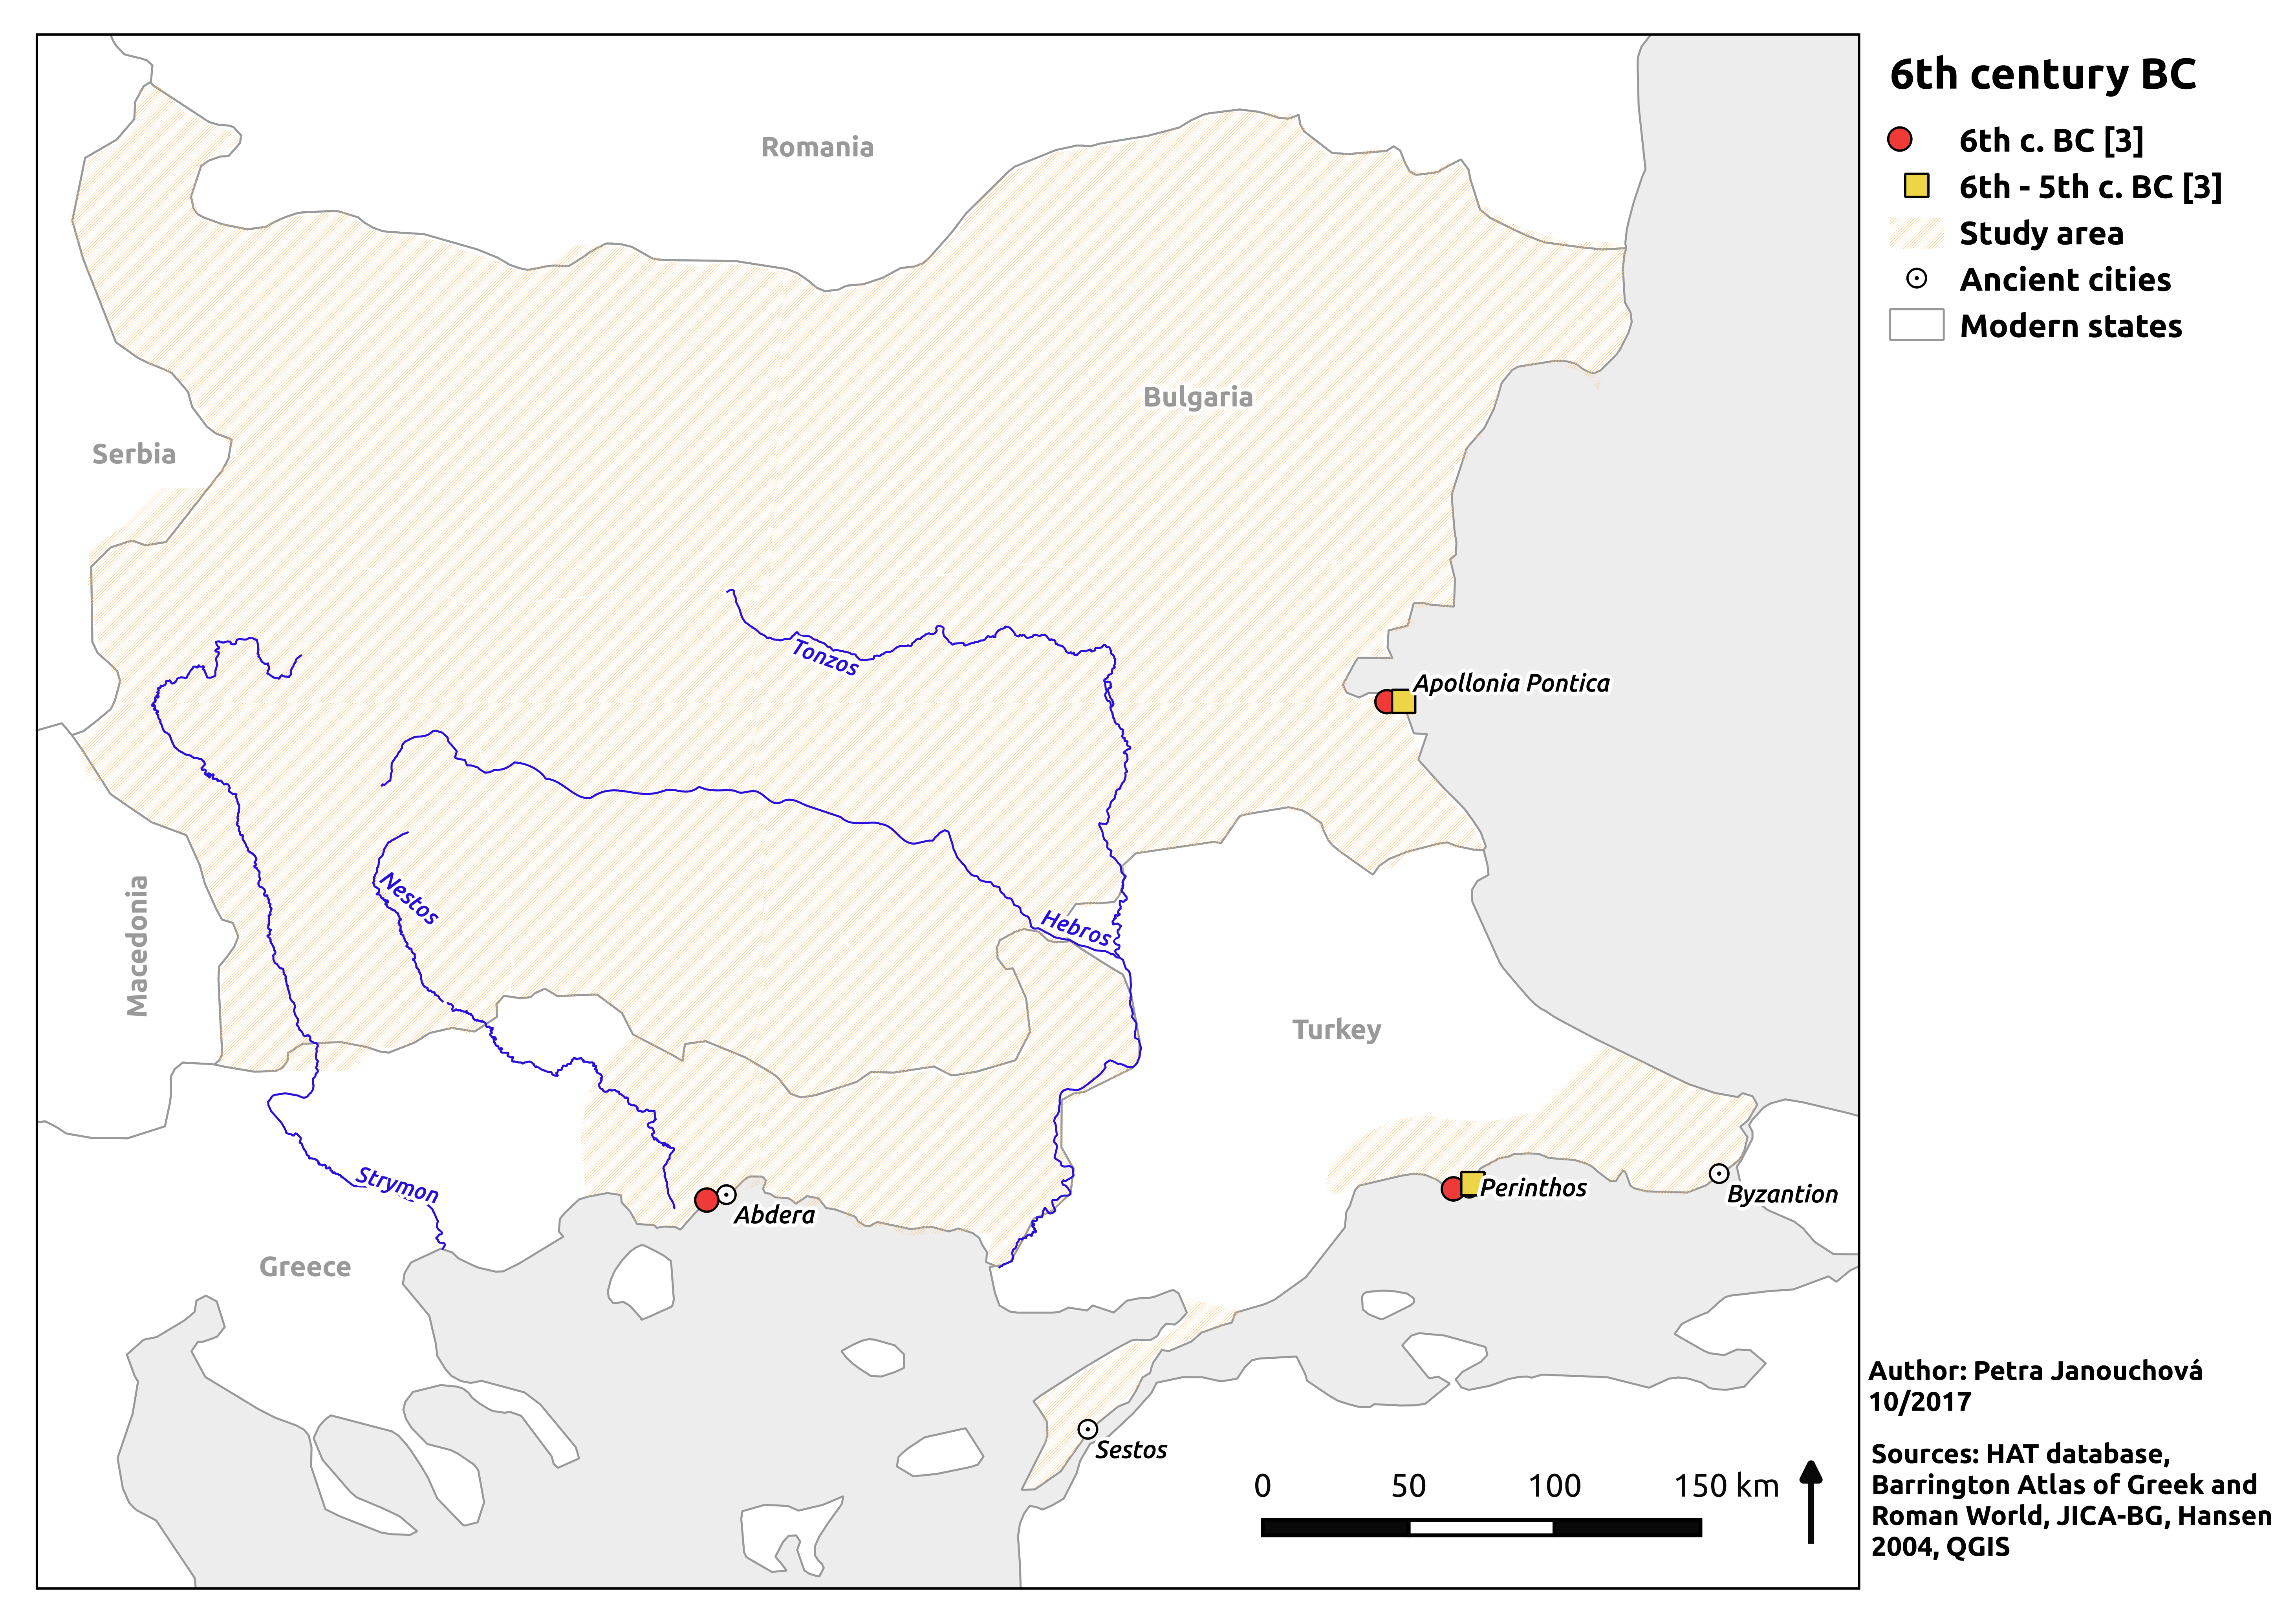 6th century BC
6th c. BC [3]
6th - 5th c. BC [3]
Study area
Ancient cities
Modern states
Romania
Bulgaria
Serbia
Tonzos
Apollonia Pontica
Nestos
Hebros
Macedonia
Turkey
Strymon
Abdera
Perinthos
Byzantion
Greece
Sestos
0 50 100 150 km
Author: Petra Janouchová
10/2017
Sources: HAT database,
Barrington Atlas of Greek and
Roman World, JICA-BG, Hansen
2004, QGIS